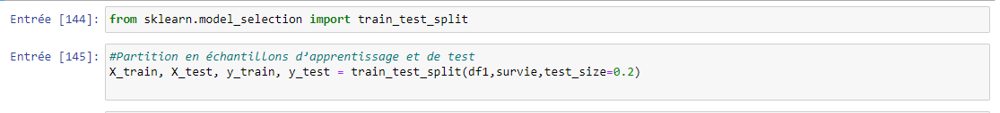 Entrée [144]: from sklearn.model_selection import train_test_split
Entrée [145]: #Partition en échantillons d’apprentissage et de test
X_train, X_test, y_train, y_test = train_test_split(df1,survie,test_size=0.2)